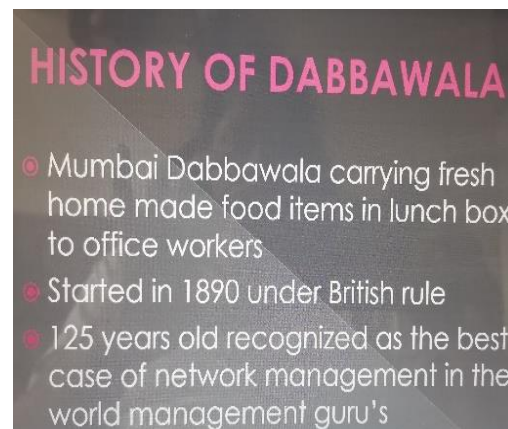 HISTORY OF DABBAWALA
Mumbai Dabbawala carrying fresh
home made food items in lunch box
to office workers
Started in 1890 under British rule
125 years old recognized as the best
case of network management in the
world management guru's